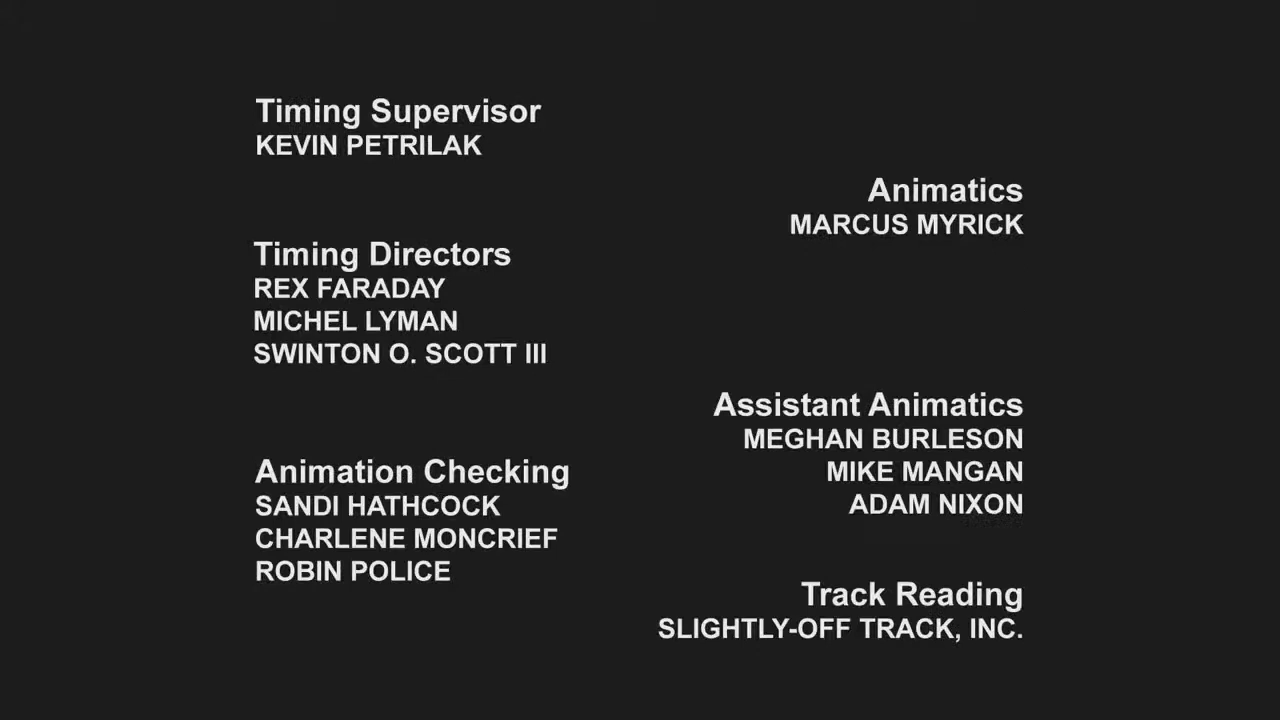 Timing Supervisor
KEVIN PETRILAK
Timing Directors
REX FARADAY
MICHEL LYMAN
SWINTON O. SCOTT III
Animation Checking
SANDI HATHCOCK
CHARLENE MONCRIEF
ROBIN POLICE
Animatics
MARCUS MYRICK
Assistant Animatics
MEGHAN BURLESON
MIKE MANGAN
ADAM NIXON
Track Reading
SLIGHTLY-OFF TRACK, INC.